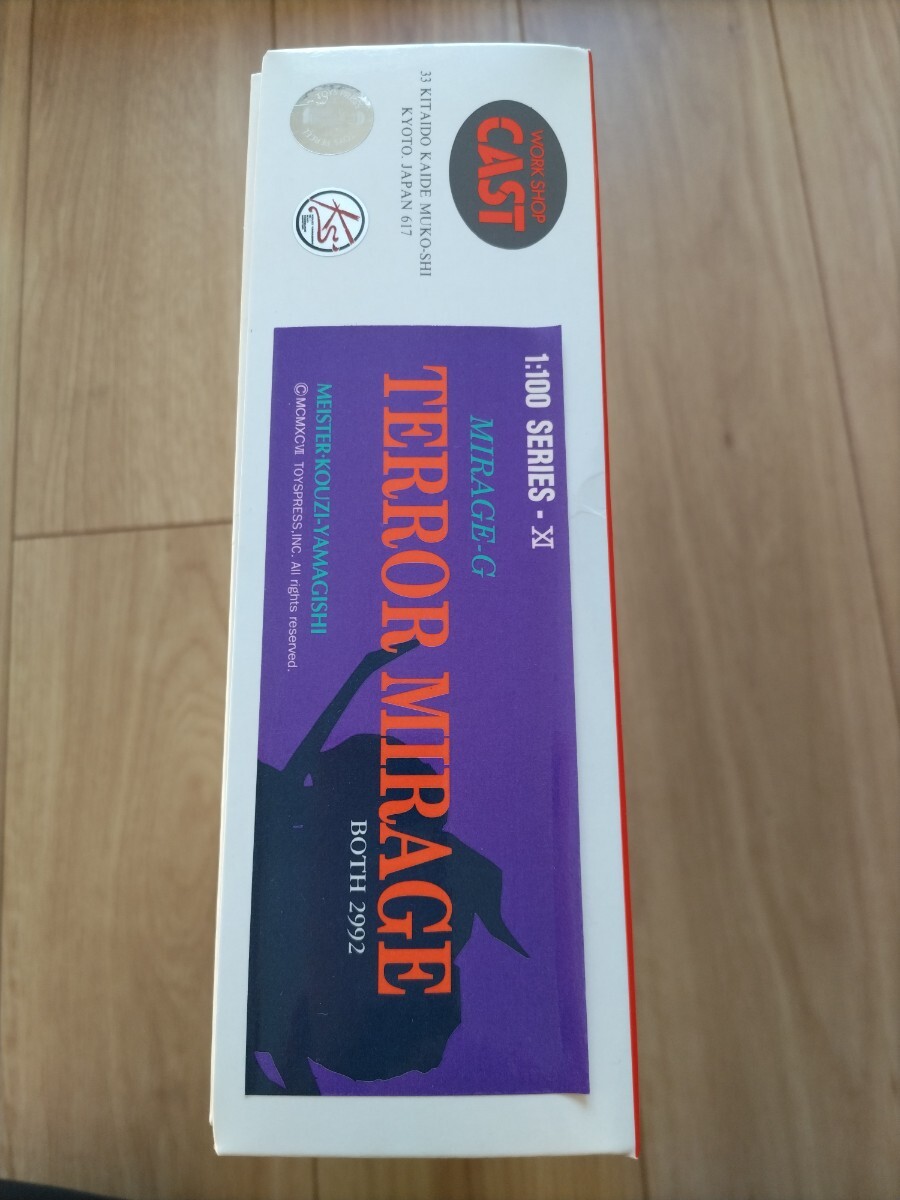 WORK SHOP
CAST
33 KITAIDO KAIDE MUKO-SHI
KYOTO. JAPAN 617
KS
1:100 SERIES - XI
MIRAGE-G
TERROR MIRAGE
BOTH 2992
MEISTER·KOUZI-YAMAGISHI
©MCMXCVII TOYSPRESS,INC. All rights reserved.